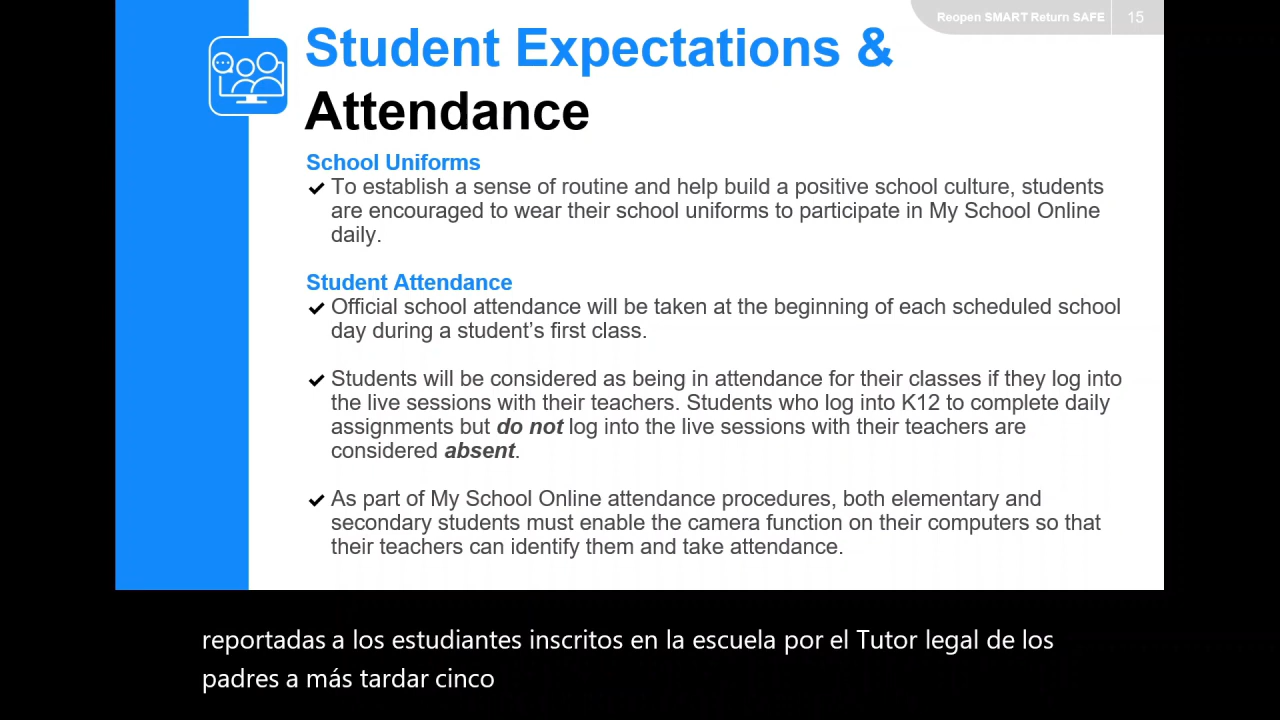 Reopen SMART Return SAFE 15
Student Expectations &
Attendance
School Uniforms
✔ To establish a sense of routine and help build a positive school culture, students
are encouraged to wear their school uniforms to participate in My School Online
daily.
Student Attendance
✔ Official school attendance will be taken at the beginning of each scheduled school
day during a student’s first class.
✔ Students will be considered as being in attendance for their classes if they log into
the live sessions with their teachers. Students who log into K12 to complete daily
assignments but do not log into the live sessions with their teachers are
considered absent.
✔ As part of My School Online attendance procedures, both elementary and
secondary students must enable the camera function on their computers so that
their teachers can identify them and take attendance.
reportadas a los estudiantes inscritos en la escuela por el Tutor legal de los
padres a más tardar cinco